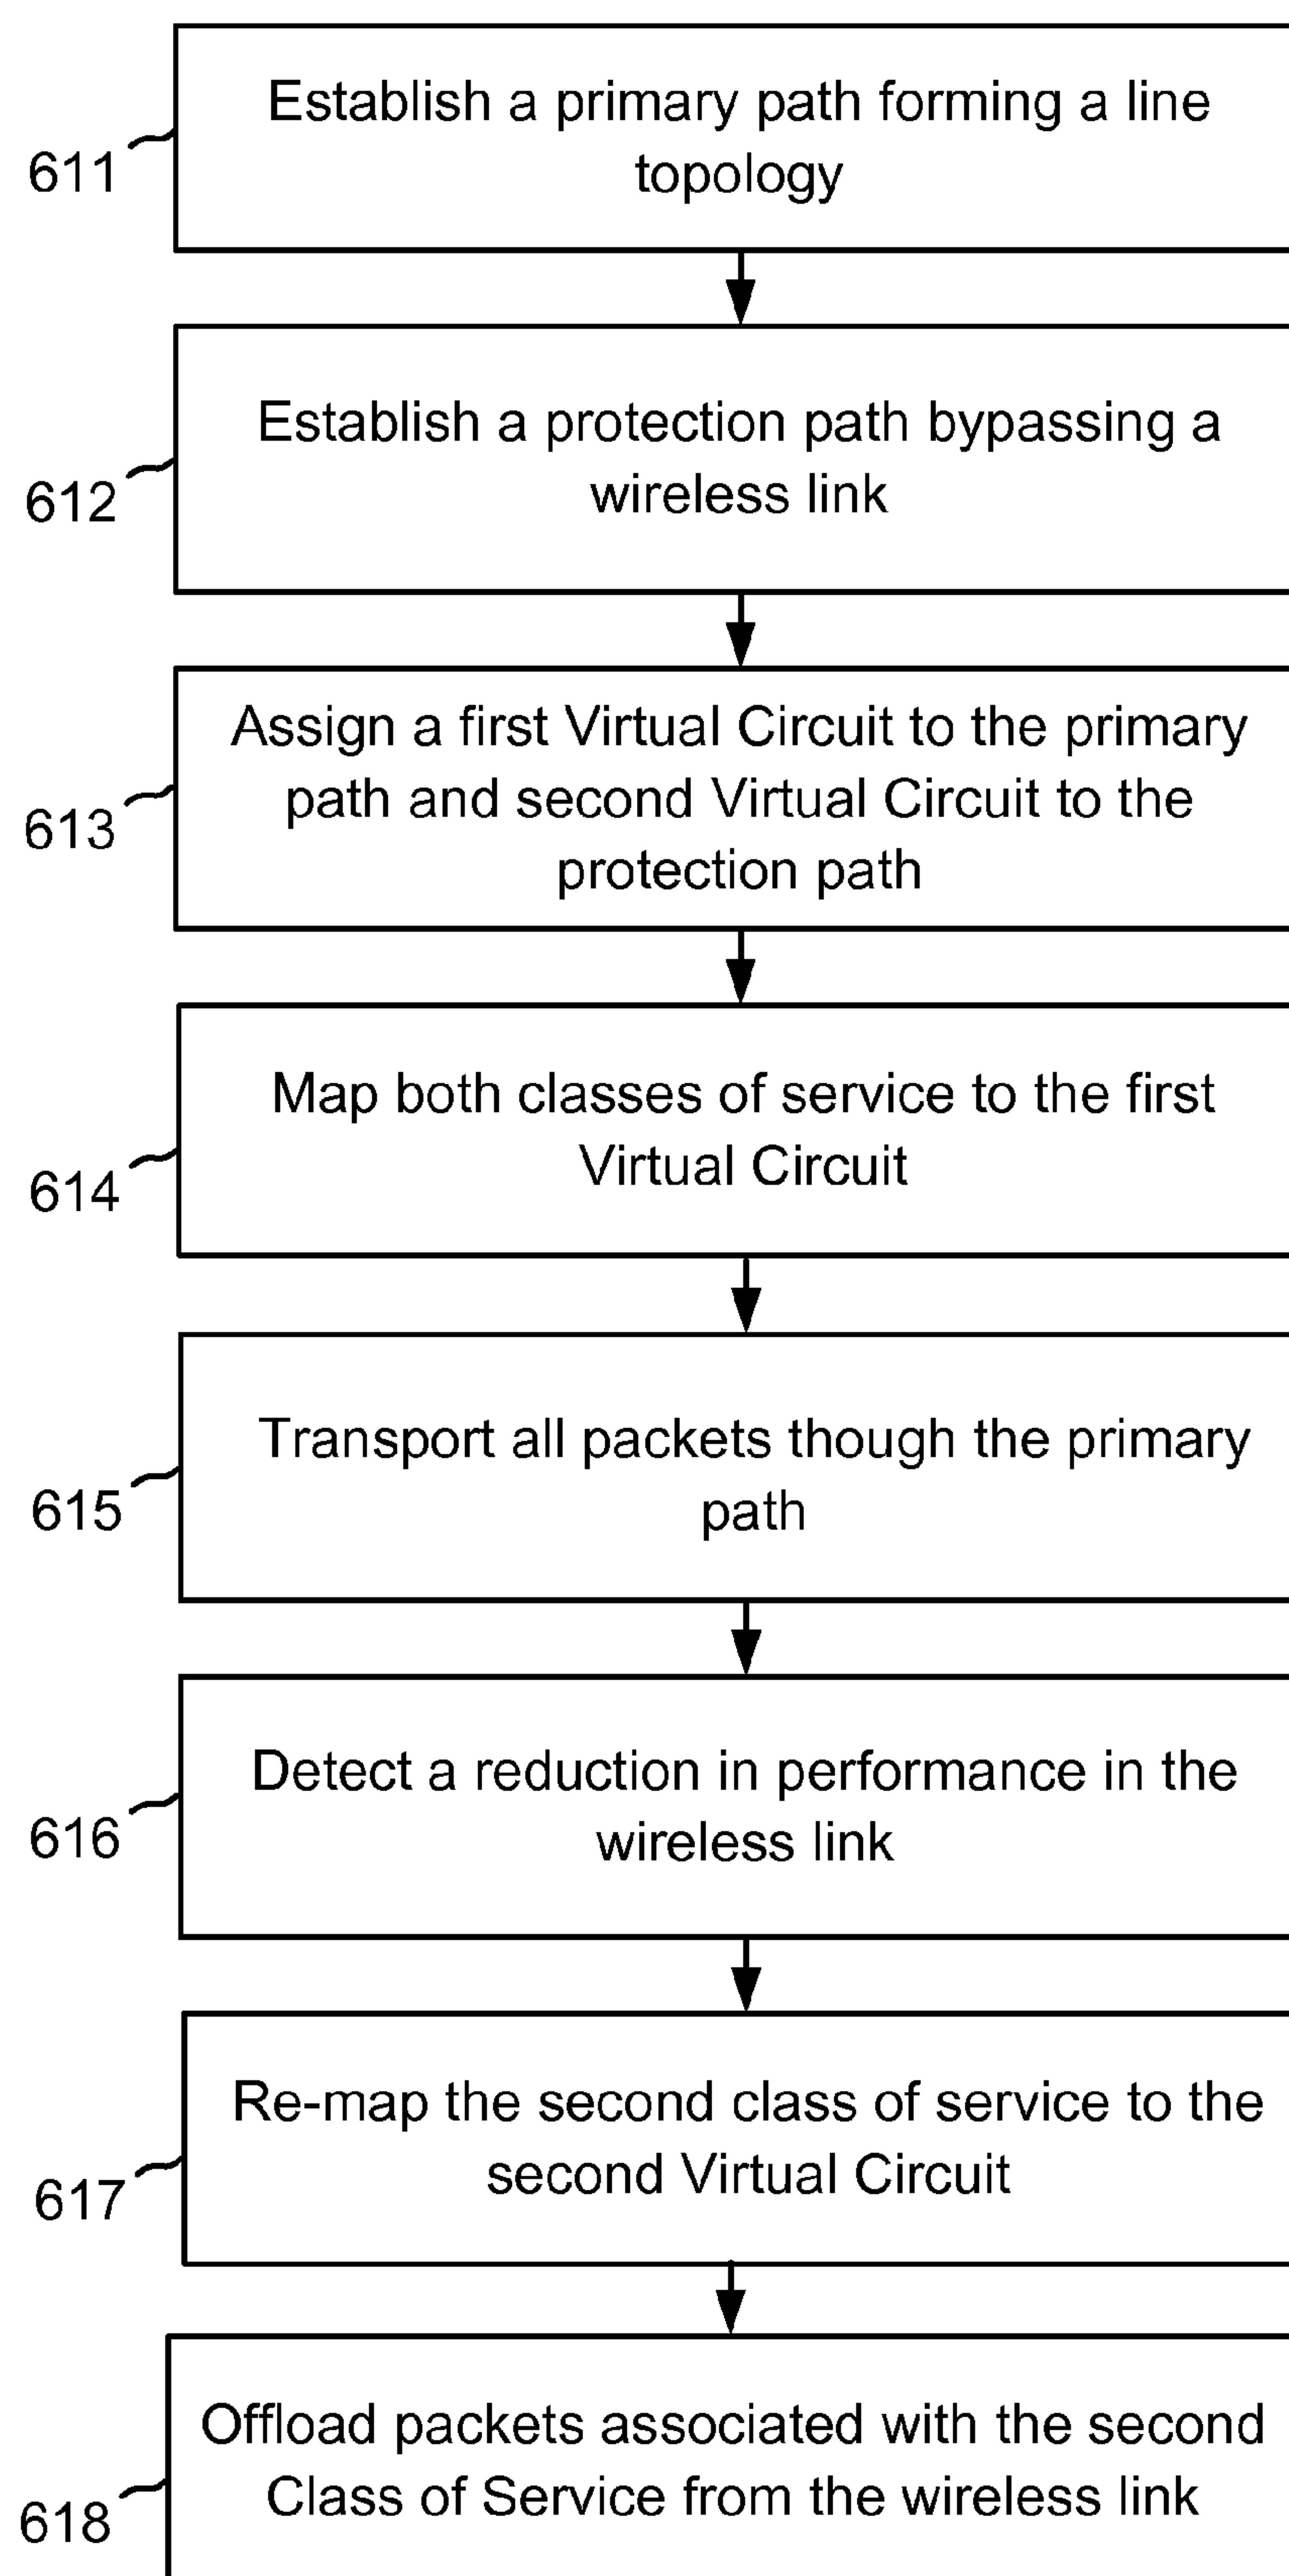 Establish a primary path forming a line
topology
611
Establish a protection path bypassing a
wireless link
612
Assign a first Virtual Circuit to the primary
path and second Virtual Circuit to the
protection path
613
Map both classes of service to the first
Virtual Circuit
614
Transport all packets though the primary
path
615
Detect a reduction in performance in the
wireless link
616
Re-map the second class of service to the
second Virtual Circuit
617
Offload packets associated with the second
Class of Service from the wireless link
618